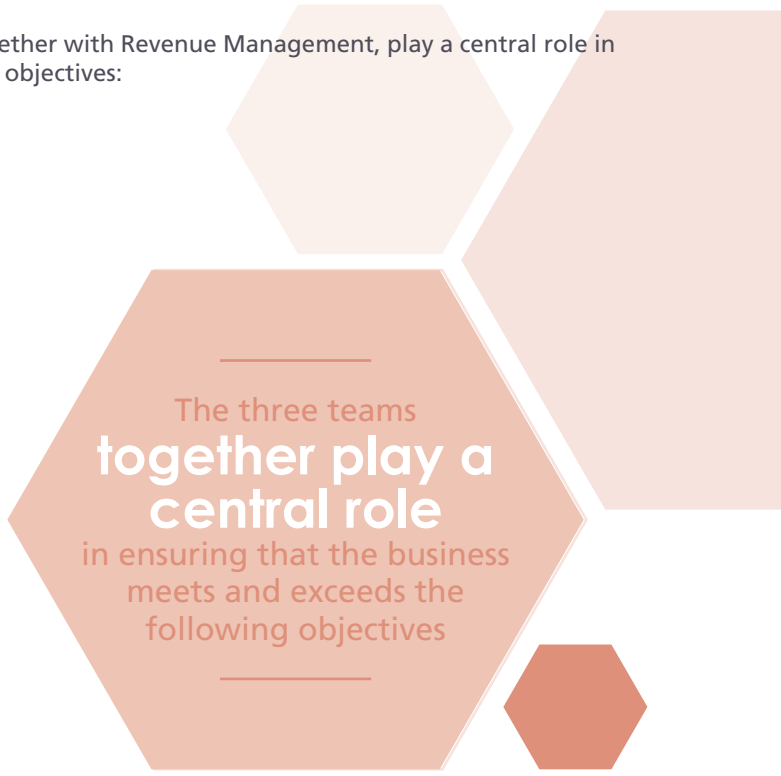 ether with Revenue Management, play a central role in
objectives:
The three teams
together play a
central role
in ensuring that the business
meets and exceeds the
following objectives